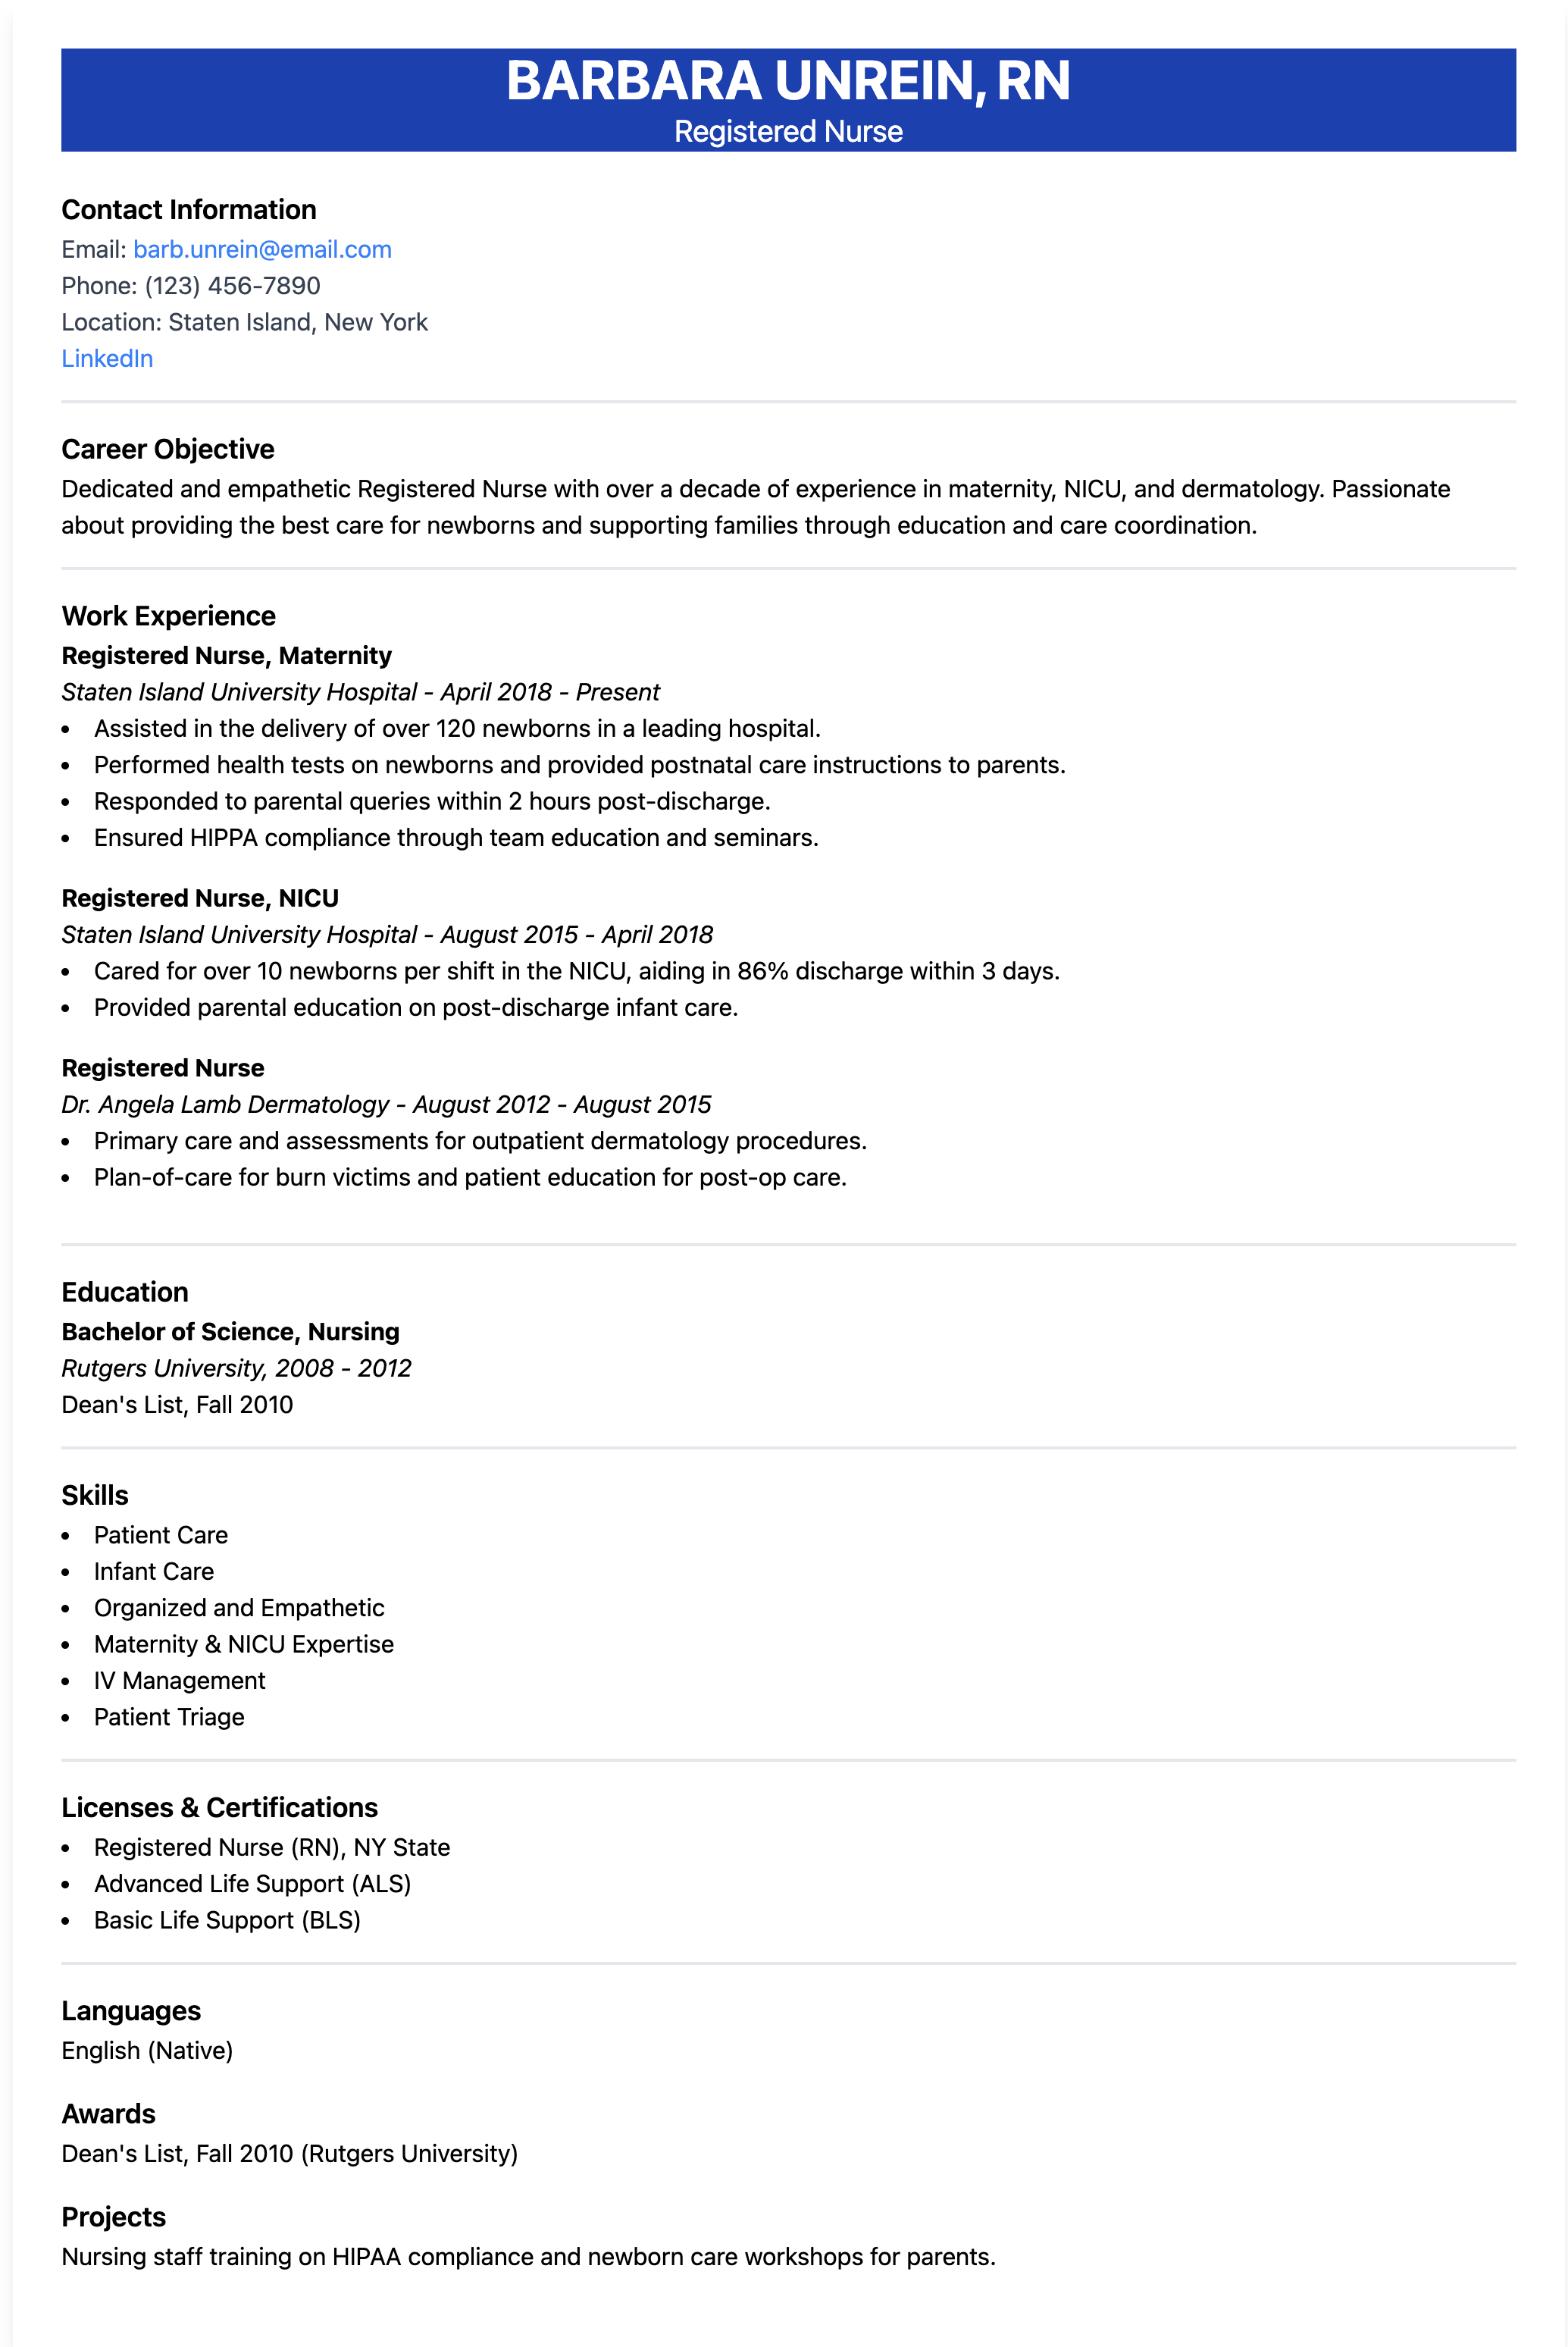 BARBARA UNREIN, RN
Registered Nurse
Contact Information
Email: barb.unrein@email.com
Phone: (123) 456-7890
Location: Staten Island, New York
LinkedIn
Career Objective
Dedicated and empathetic Registered Nurse with over a decade of experience in maternity, NICU, and dermatology. Passionate
about providing the best care for newborns and supporting families through education and care coordination.
Work Experience
Registered Nurse, Maternity
Staten Island University Hospital - April 2018 - Present
• Assisted in the delivery of over 120 newborns in a leading hospital.
• Performed health tests on newborns and provided postnatal care instructions to parents.
• Responded to parental queries within 2 hours post-discharge.
• Ensured HIPPA compliance through team education and seminars.
Registered Nurse, NICU
Staten Island University Hospital - August 2015 - April 2018
• Cared for over 10 newborns per shift in the NICU, aiding in 86% discharge within 3 days.
• Provided parental education on post-discharge infant care.
Registered Nurse
Dr. Angela Lamb Dermatology - August 2012 - August 2015
• Primary care and assessments for outpatient dermatology procedures.
• Plan-of-care for burn victims and patient education for post-op care.
Education
Bachelor of Science, Nursing
Rutgers University, 2008 - 2012
Dean's List, Fall 2010
Skills
• Patient Care
• Infant Care
• Organized and Empathetic
• Maternity & NICU Expertise
• IV Management
• Patient Triage
Licenses & Certifications
• Registered Nurse (RN), NY State
• Advanced Life Support (ALS)
• Basic Life Support (BLS)
Languages
English (Native)
Awards
Dean's List, Fall 2010 (Rutgers University)
Projects
Nursing staff training on HIPAA compliance and newborn care workshops for parents.